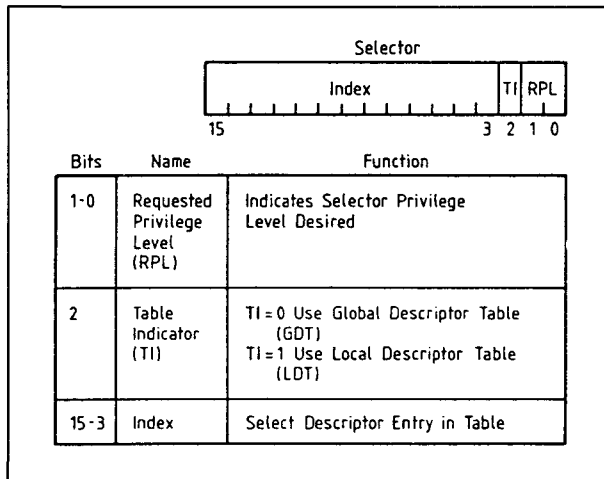 Selector
Index TI RPL
15 3 2 1 0
Bits Name Function
1-0 Requested Privilege Level (RPL) Indicates Selector Privilege Level Desired
2 Table Indicator (TI) TI=0 Use Global Descriptor Table (GDT)
TI=1 Use Local Descriptor Table (LDT)
15-3 Index Select Descriptor Entry in Table